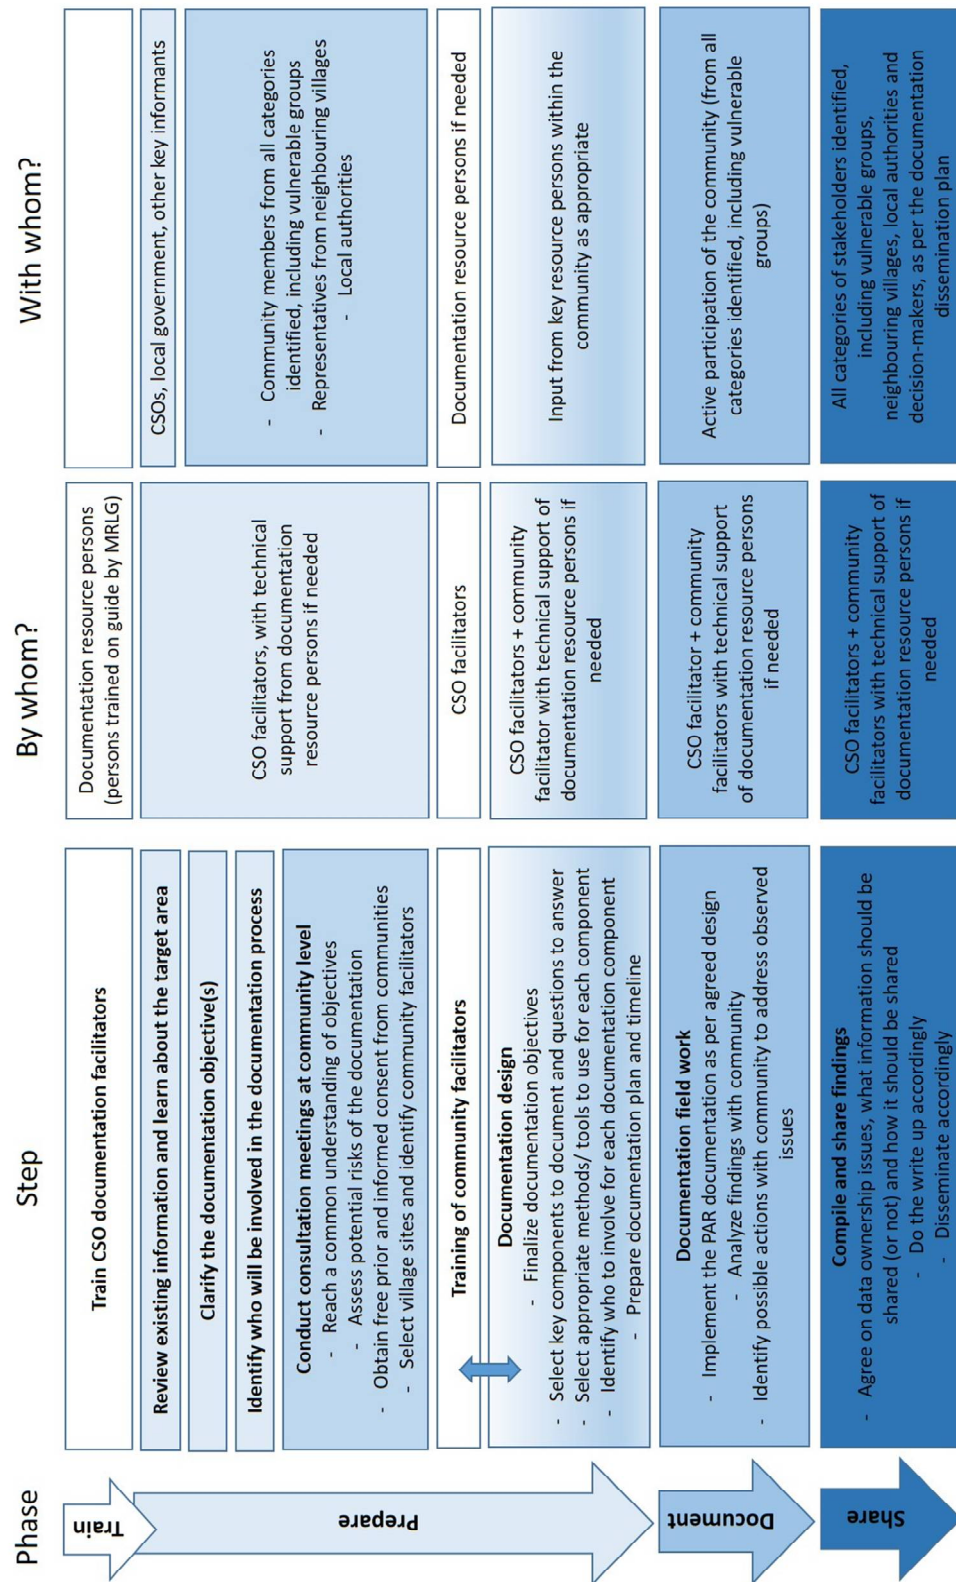 Phase
Step
By whom?
With whom?
Train
Train CSO documentation facilitators
Documentation resource persons
(persons trained on guide by MRLG)
Prepare
Review existing information and learn about the target area
Clarify the documentation objective(s)
Identify who will be involved in the documentation process
CSO facilitators, with technical
support from documentation
resource persons if needed
CSOs, local government, other key informants
Conduct consultation meetings at community level
- Reach a common understanding of objectives
- Assess potential risks of the documentation
- Obtain free prior and informed consent from communities
- Select village sites and identify community facilitators
- Community members from all categories
identified, including vulnerable groups
- Representatives from neighbouring villages
- Local authorities
Training of community facilitators
CSO facilitators
Documentation resource persons if needed
Documentation design
- Finalize documentation objectives
- Select key components to document and questions to answer
- Select appropriate methods/ tools to use for each component
- Identify who to involve for each documentation component
- Prepare documentation plan and timeline
CSO facilitators + community
facilitator with technical support of
documentation resource persons if
needed
Input from key resource persons within the
community as appropriate
Document
Documentation field work
- Implement the PAR documentation as per agreed design
- Analyze findings with community
- Identify possible actions with community to address observed
issues
CSO facilitator + community
facilitators with technical support
of documentation resource persons
if needed
Active participation of the community (from all
categories identified, including vulnerable
groups)
Share
Compile and share findings
- Agree on data ownership issues, what information should be
shared (or not) and how it should be shared
- Do the write up accordingly
- Disseminate accordingly
CSO facilitators + community
facilitators with technical support of
documentation resource persons if
needed
All categories of stakeholders identified,
including vulnerable groups,
neighbouring villages, local authorities and
decision-makers, as per the documentation
dissemination plan